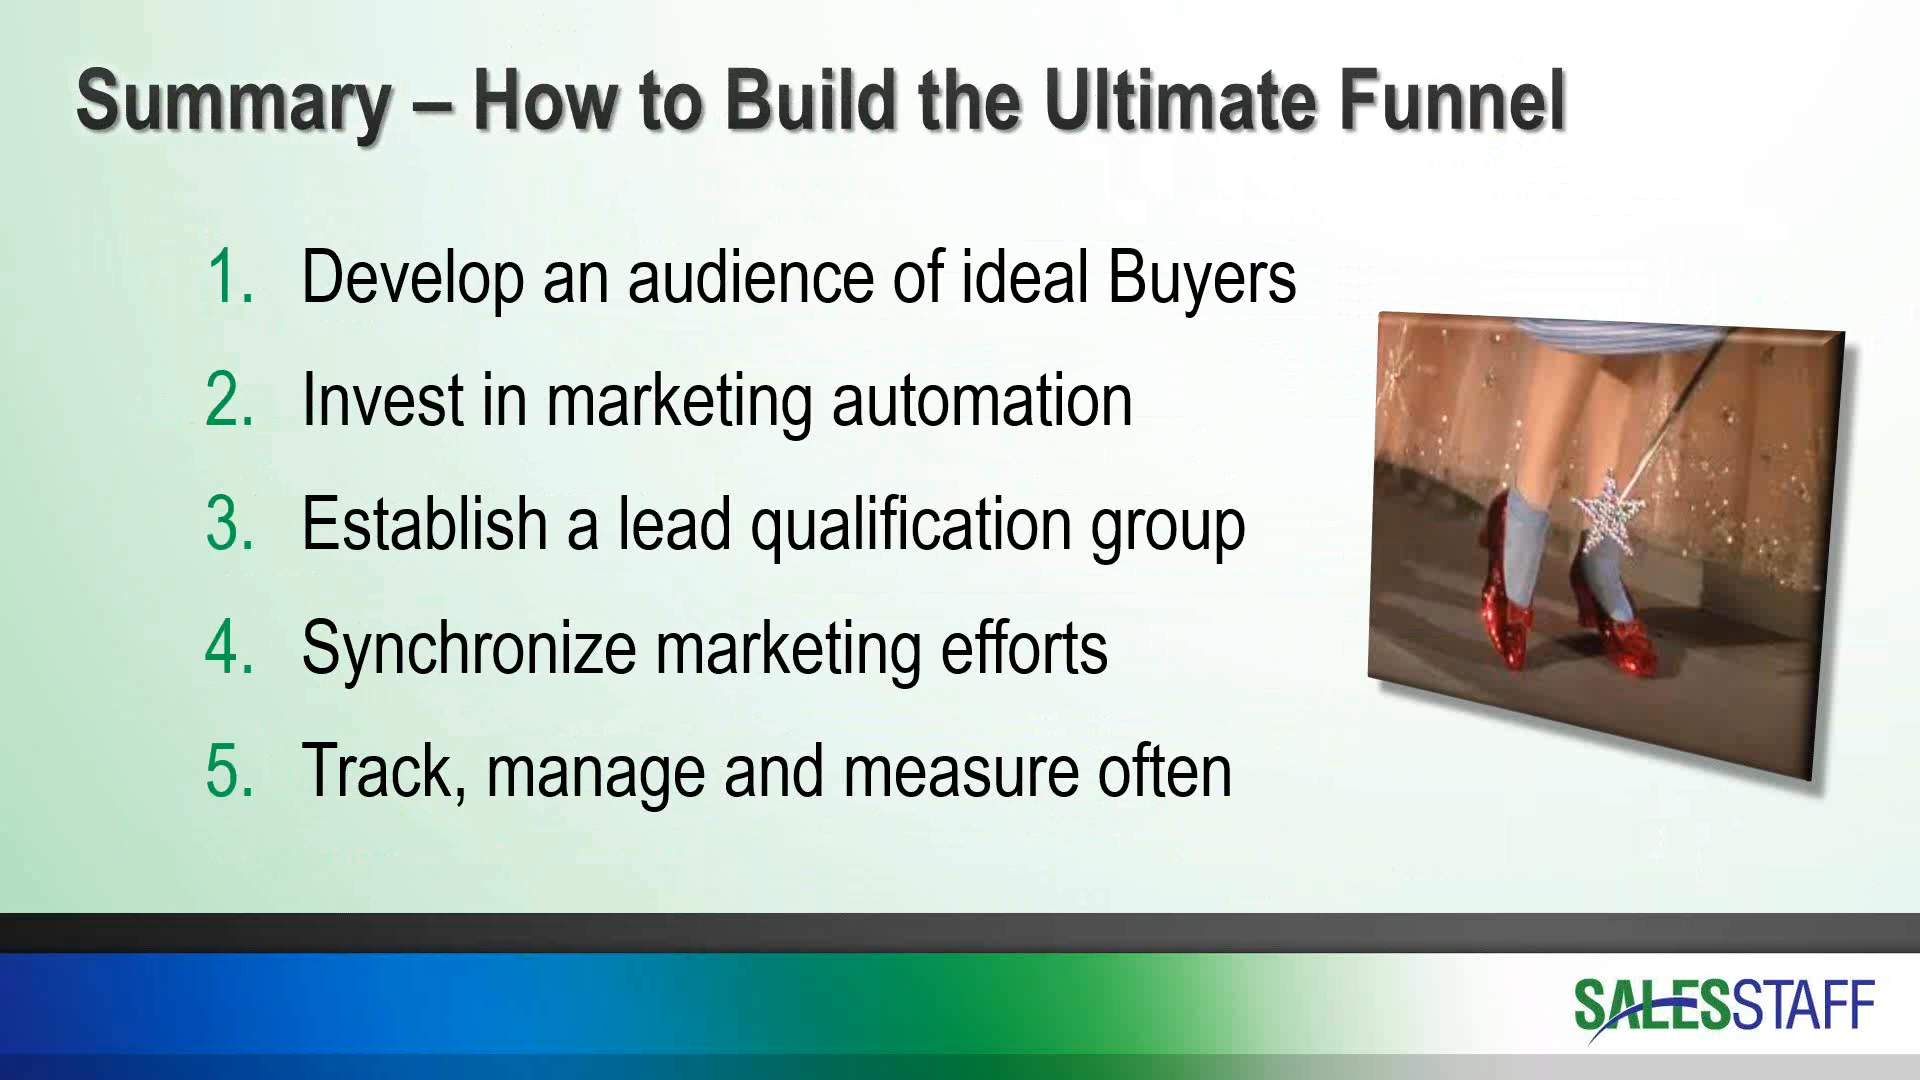 Summary – How to Build the Ultimate Funnel
1. Develop an audience of ideal Buyers
2. Invest in marketing automation
3. Establish a lead qualification group
4. Synchronize marketing efforts
5. Track, manage and measure often
SALESSTAFF